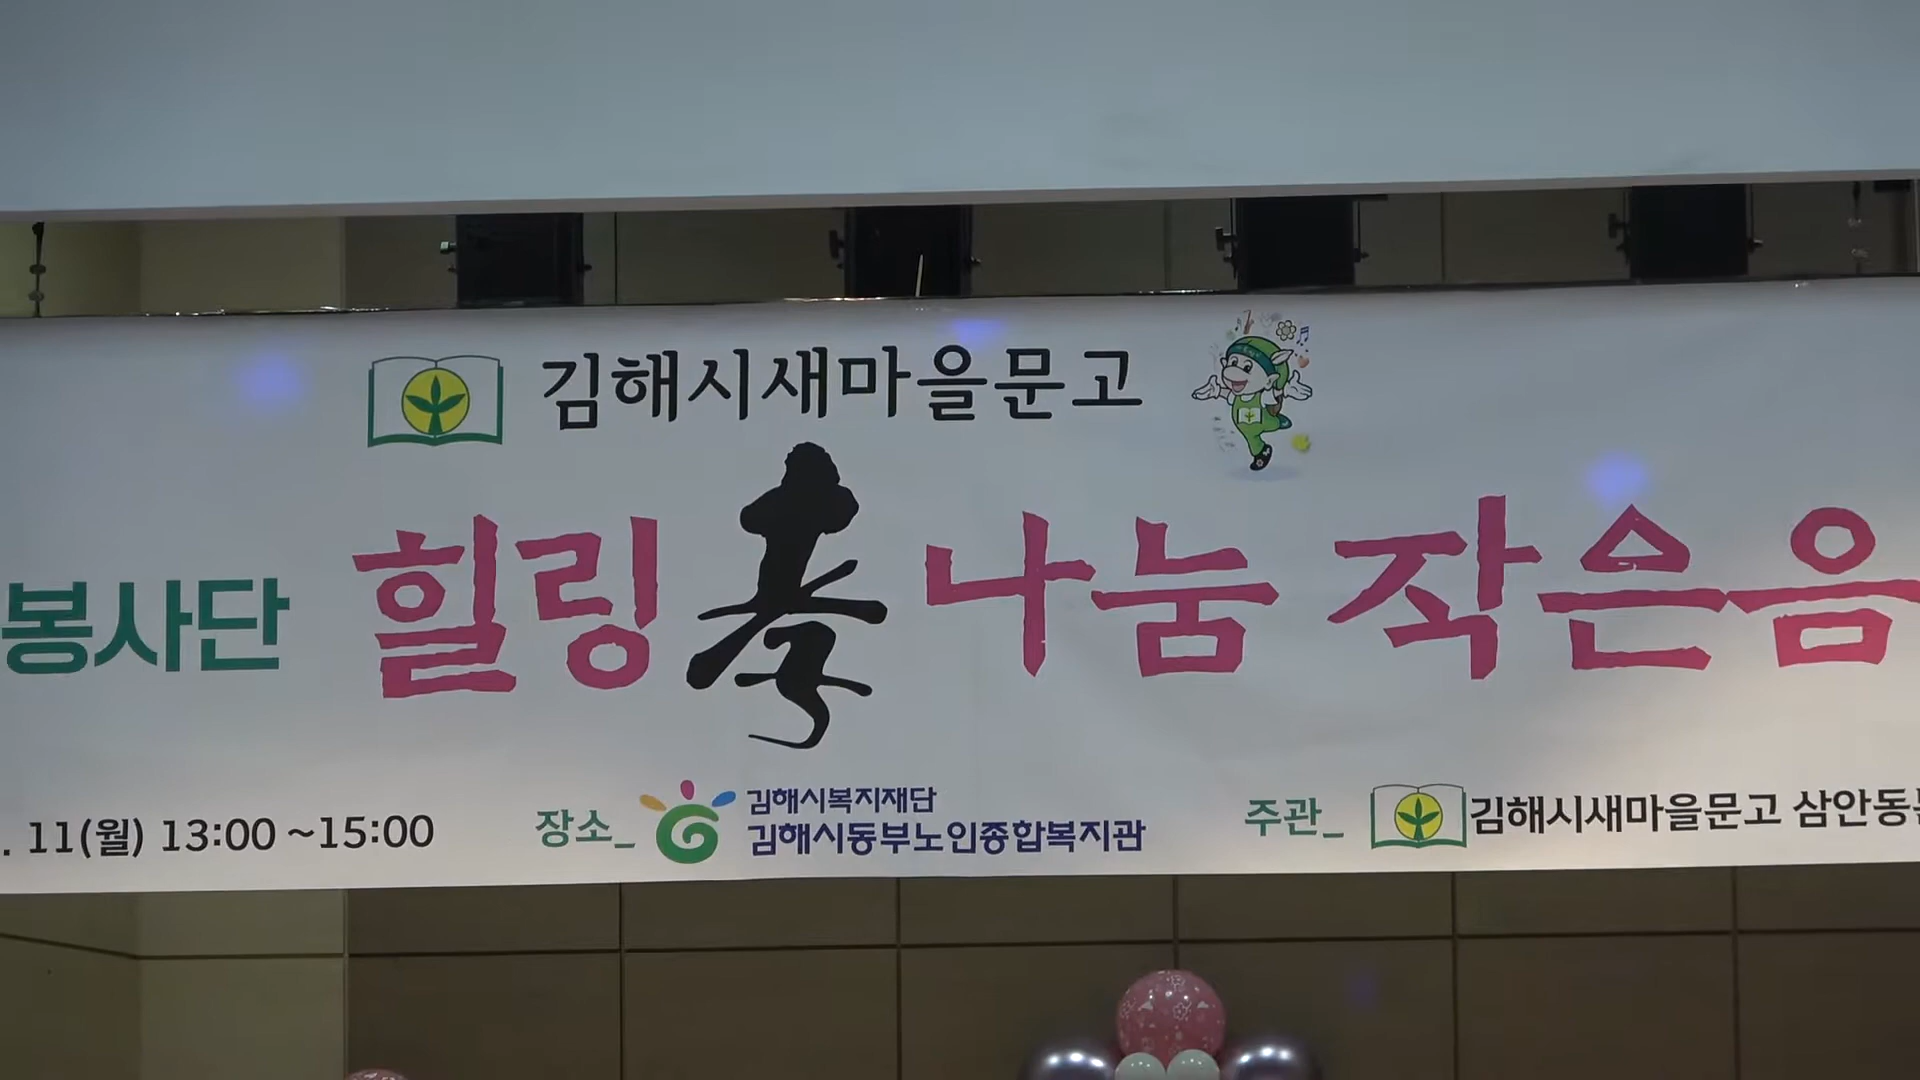 김해시새마을문고
봉사단 힐링孝나눔 작은음
. 11(월) 13:00 ~15:00
장소_ 김해시복지재단
김해시동부노인종합복지관
주관_ 김해시새마을문고 삼안동